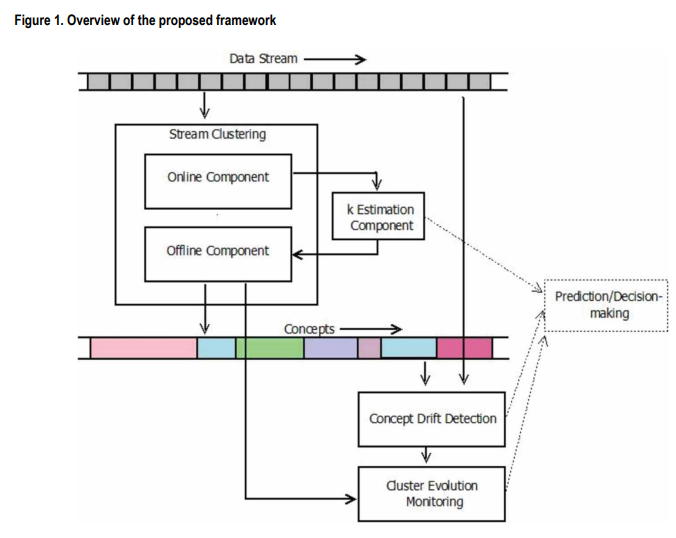 Figure 1. Overview of the proposed framework
Data Stream
Stream Clustering
Online Component
k Estimation
Component
Offline Component
Prediction/Decision-
making
Concepts
Concept Drift Detection
Cluster Evolution
Monitoring